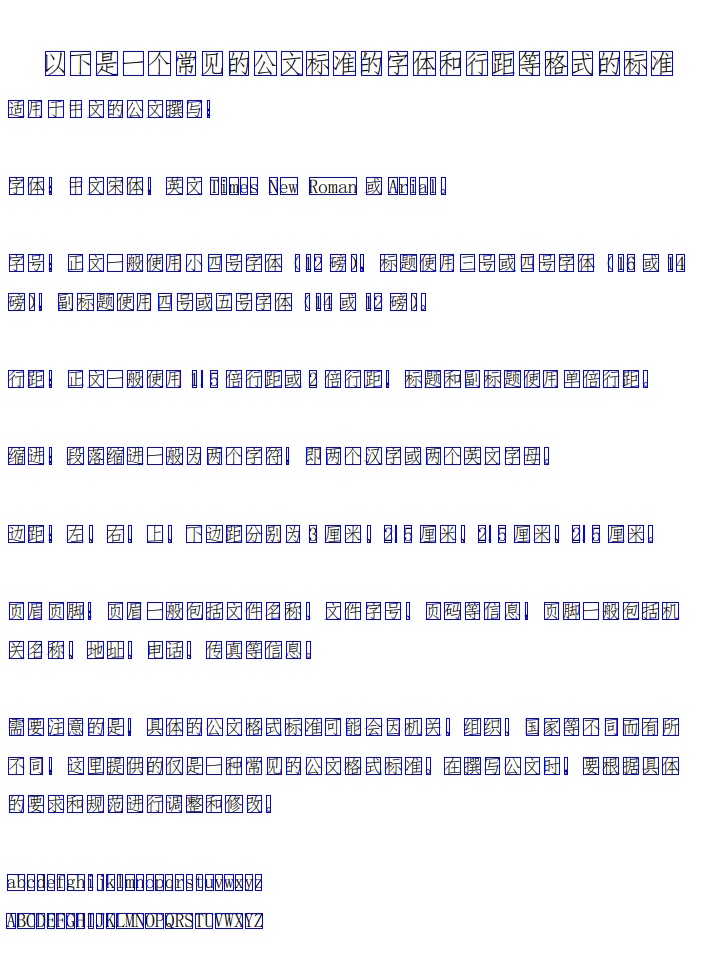 以下是一个常见的公文标准的字体和行距等格式的标准
适用于中文的公文撰写:
字体: 中文宋体, 英文 Times New Roman 或 Arial.
字号: 正文一般使用小四号字体 (12 磅), 标题使用三号或四号字体 (16 或 14
磅), 副标题使用四号或五号字体 (14 或 12 磅).
行距: 正文一般使用 1.5 倍行距或 2 倍行距, 标题和副标题使用单倍行距.
缩进: 段落缩进一般为两个字符, 即两个汉字或两个英文字母.
边距: 左, 右, 上, 下边距分别为 3 厘米, 2.5 厘米, 2.5 厘米, 2.5 厘米.
页眉页脚: 页眉一般包括文件名称, 文件字号, 页码等信息, 页脚一般包括机
关名称, 地址, 电话, 传真等信息.
需要注意的是, 具体的公文格式标准可能会因机关, 组织, 国家等不同而有所
不同, 这里提供的仅是一种常见的公文格式标准, 在撰写公文时, 要根据具体
的要求和规范进行调整和修改.
abcdefghijklmnopqrstuvwxyz
ABCDEFGHIJKLMNOPQRSTUVWXYZ